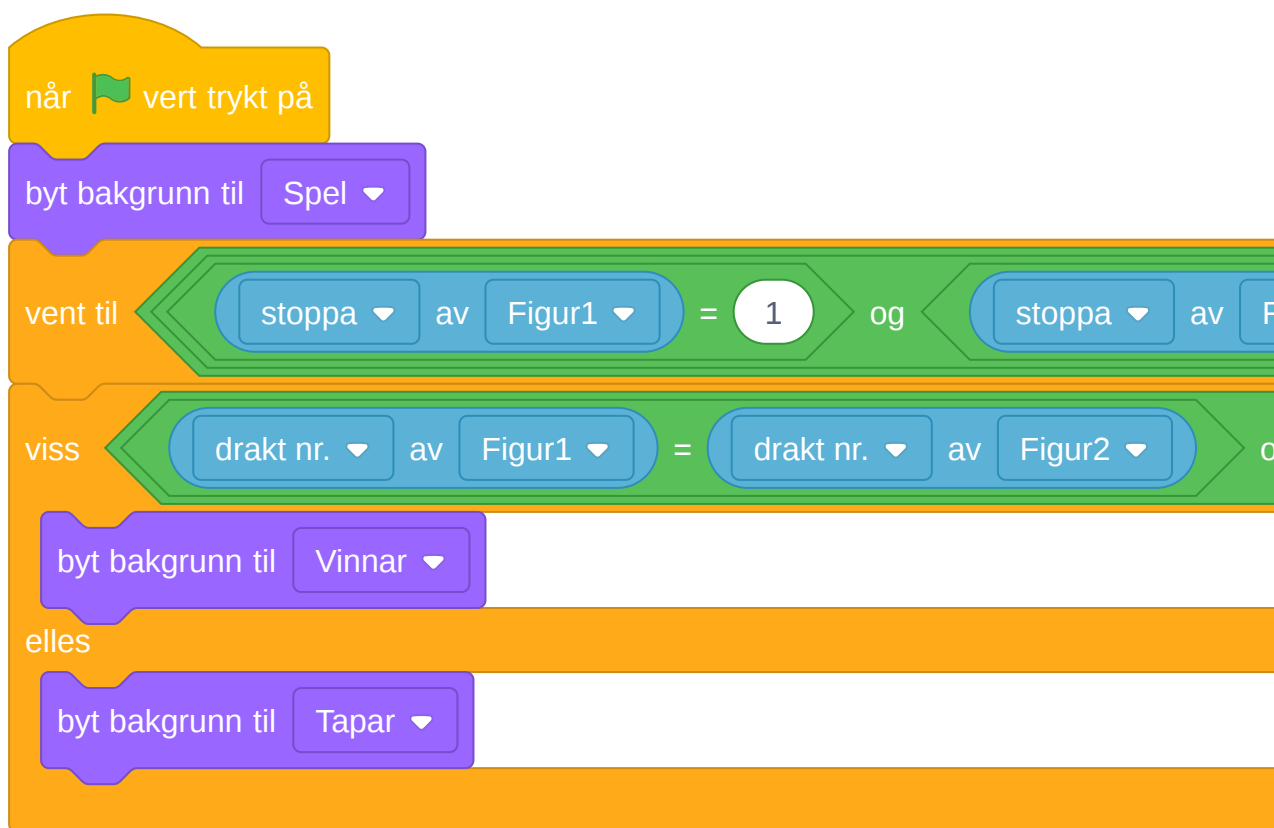 når vert trykt på
byt bakgrunn til Spel
vent til stoppa av Figur1 = 1 og stoppa av
viss drakt nr. av Figur1 = drakt nr. av Figur2
byt bakgrunn til Vinnar
elles
byt bakgrunn til Tapar